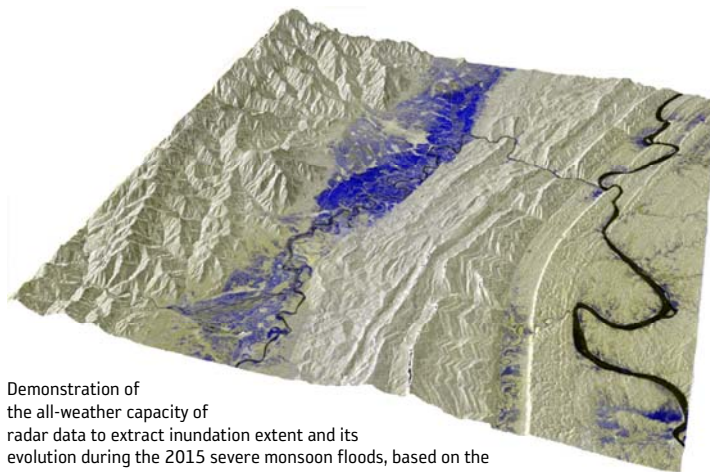 Demonstration of
the all-weather capacity of
radar data to extract inundation extent and its
evolution during the 2015 severe monsoon floods, based on the